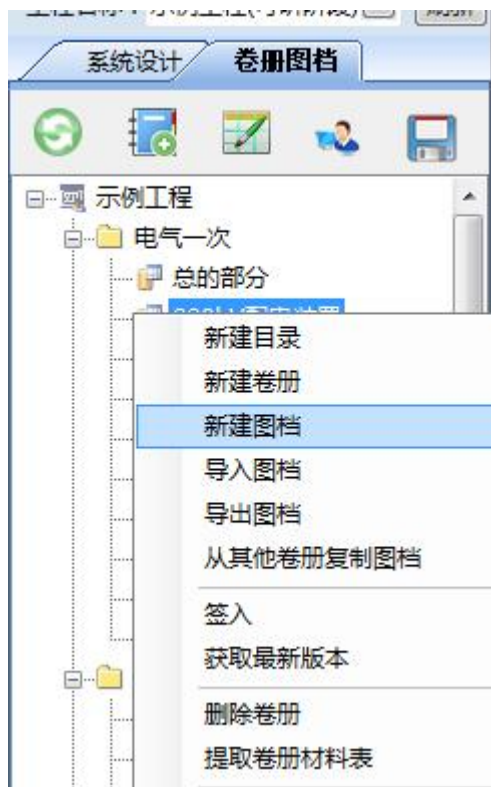 系统设计 卷册图档
示例工程
电气一次
总的部分
新建目录
新建卷册
新建图档
导入图档
导出图档
从其他卷册复制图档
签入
获取最新版本
删除卷册
提取卷册材料表